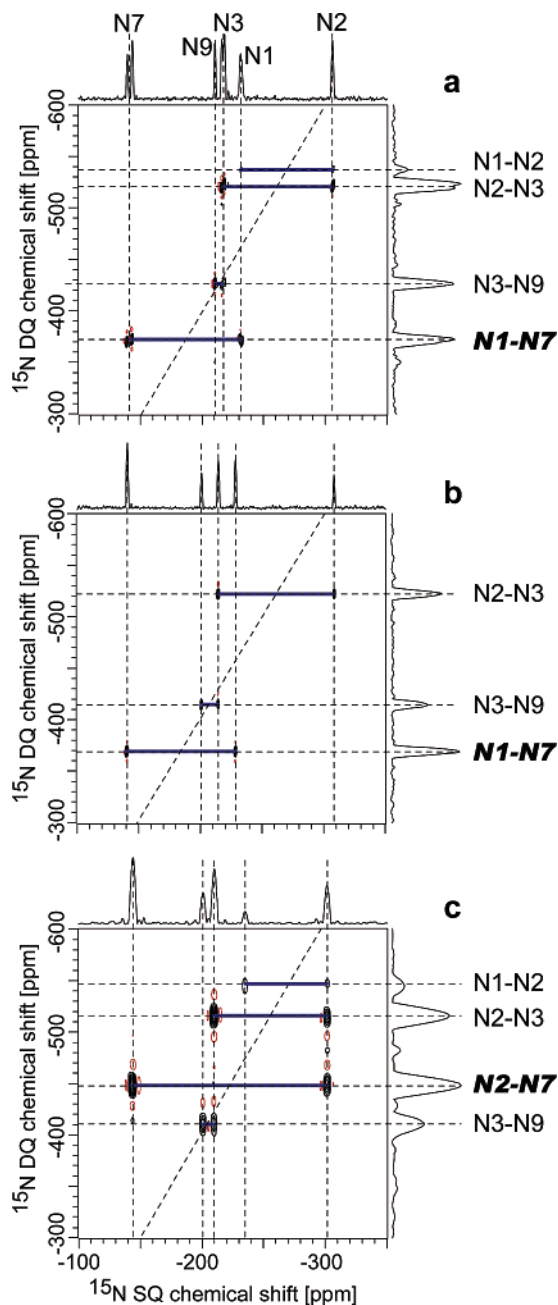 N7 N9 N3 N1 N2
a
-600
N1-N2
N2-N3
-500
N3-N9
-400
N1-N7
-300
15N DQ chemical shift [ppm]
b
-600
N2-N3
-500
N3-N9
-400
N1-N7
-300
15N DQ chemical shift [ppm]
c
-600
N1-N2
N2-N3
-500
N2-N7
N3-N9
-400
-300
15N DQ chemical shift [ppm]
-100 -200 -300
15N SQ chemical shift [ppm]